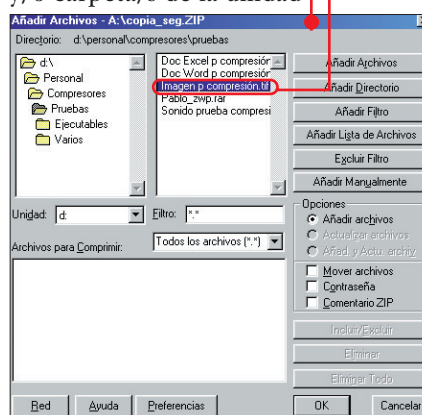 y/o carpeta/s de la unidad
Añadir Archivos - A:\copia_seg.ZIP
Directorio: d:\personal\compresores\pruebas
d:\
Personal
Compresores
Pruebas
Ejecutables
Varios
Doc Excel p compresión
Doc Word p compresión
Imagen p compresión.tif
Pablo_zwp.rar
Sonido prueba compresi
Añadir Archivos
Añadir Directorio
Añadir Filtro
Añadir Lista de Archivos
Excluir Filtro
Añadir Manualmente
Unidad: d:
Filtro: *.*
Archivos para Comprimir:
Todos los archivos (*.*)
Opciones
Añadir archivos
Actualizar archivos
Añad. y Actu. archiv
Mover archivos
Contraseña
Comentario ZIP
Incluir/Excluir
Eliminar
Eliminar Todo
Red
Ayuda
Preferencias
OK
Cancelar